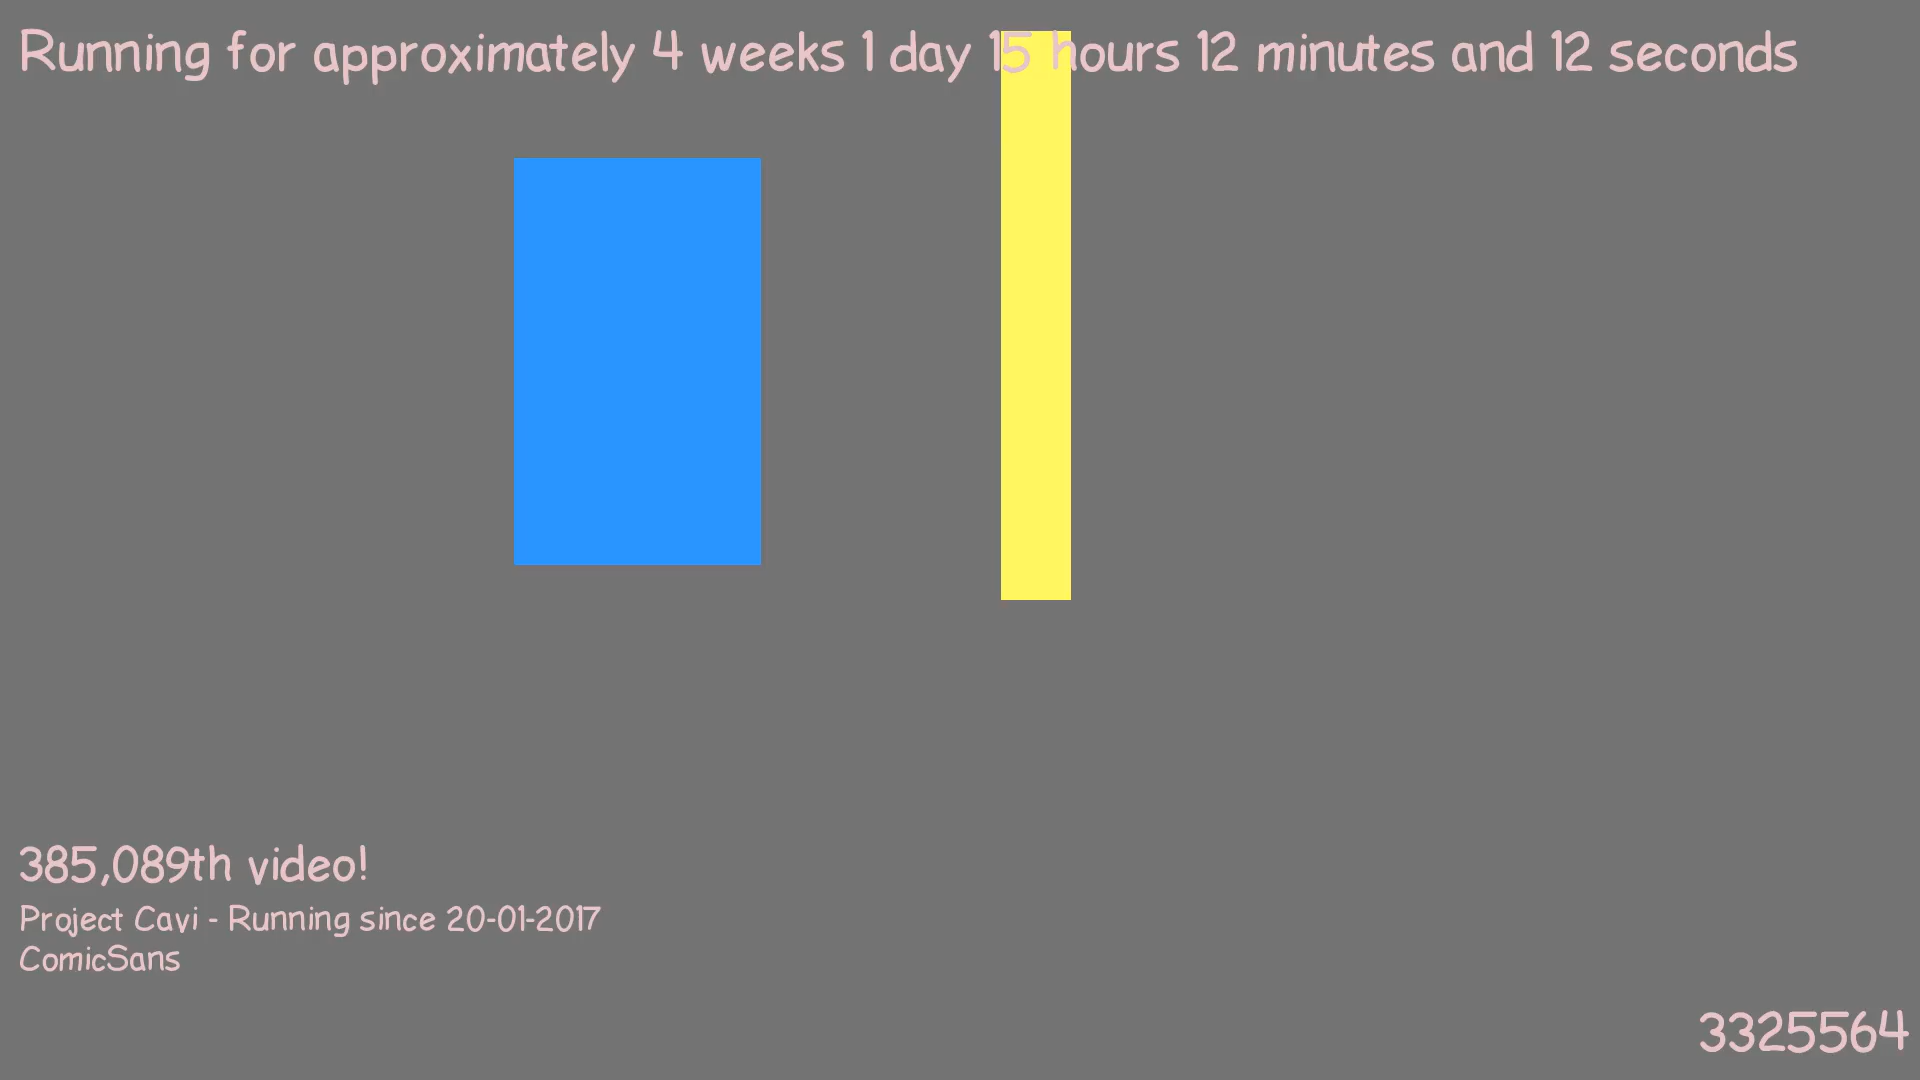 Running for approximately 4 weeks 1 day 15 hours 12 minutes and 12 seconds
385,089th video!
Project Cavi - Running since 20-01-2017
ComicSans
3325564